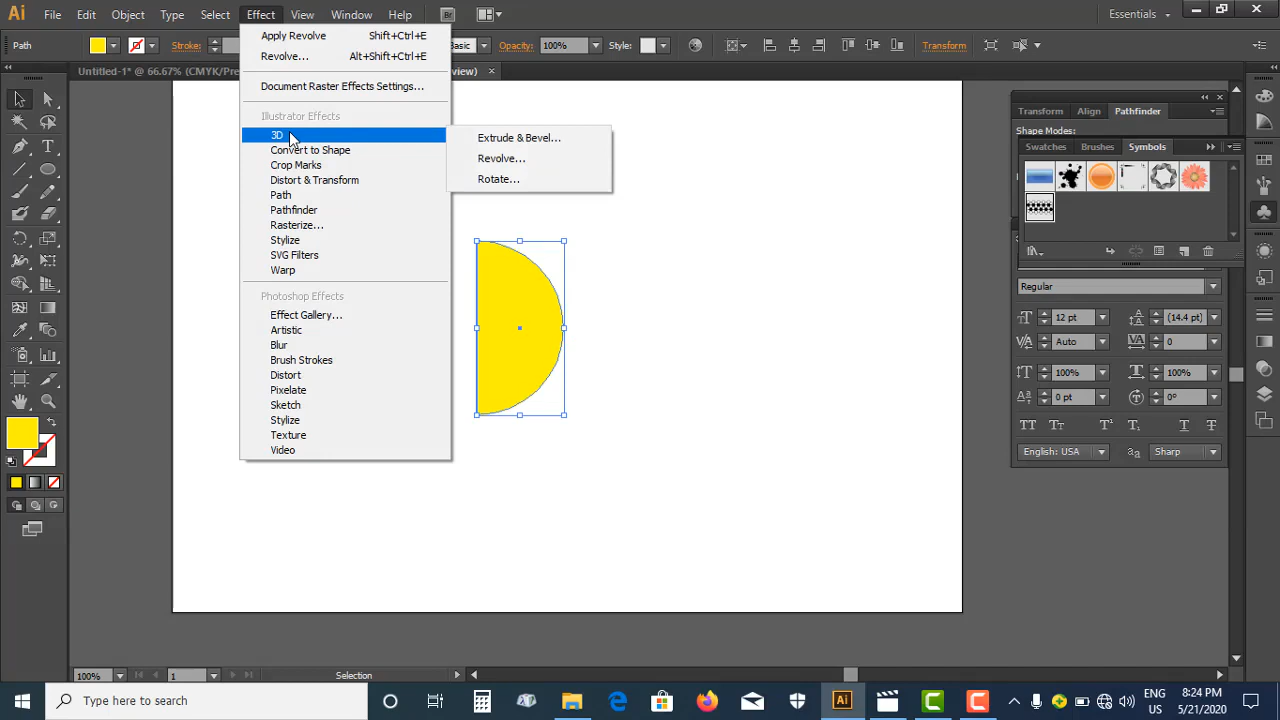 Ai File Edit Object Type Select Effect View Window Help Br Essentials
Path Stroke: Basic Opacity: 100% Style: Transform
Untitled-1* @ 66.67% (CMYK/Pre view)
Apply Revolve Shift+Ctrl+E
Revolve... Alt+Shift+Ctrl+E
Document Raster Effects Settings...
Illustrator Effects
3D
Convert to Shape
Crop Marks
Distort & Transform
Path
Pathfinder
Rasterize...
Stylize
SVG Filters
Warp
Photoshop Effects
Effect Gallery...
Artistic
Blur
Brush Strokes
Distort
Pixelate
Sketch
Stylize
Texture
Video
Extrude & Bevel...
Revolve...
Rotate...
Transform Align Pathfinder
Shape Modes:
Swatches Brushes Symbols
Regular
12 pt (14.4 pt)
Auto 0
100% 100%
0 pt 0°
English: USA aa Sharp
100% 1 Selection
Type here to search
Ai
ENG
US
8:24 PM
5/21/2020